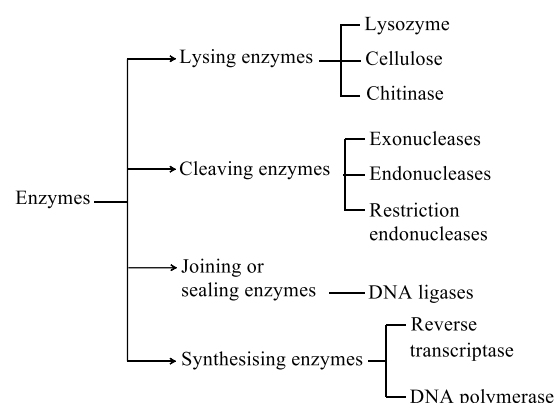 Lysozyme
Lysing enzymes
Cellulose
Chitinase
Exonucleases
Cleaving enzymes
Endonucleases
Enzymes
Restriction
endonucleases
Joining or
sealing enzymes
DNA ligases
Reverse
transcriptase
Synthesising enzymes
DNA polymerase